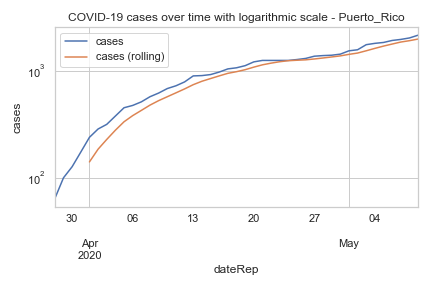 COVID-19 cases over time with logarithmic scale - Puerto_Rico
cases
cases (rolling)
10³
10²
cases
30 06 13 20 27 04
Apr May
2020
dateRep